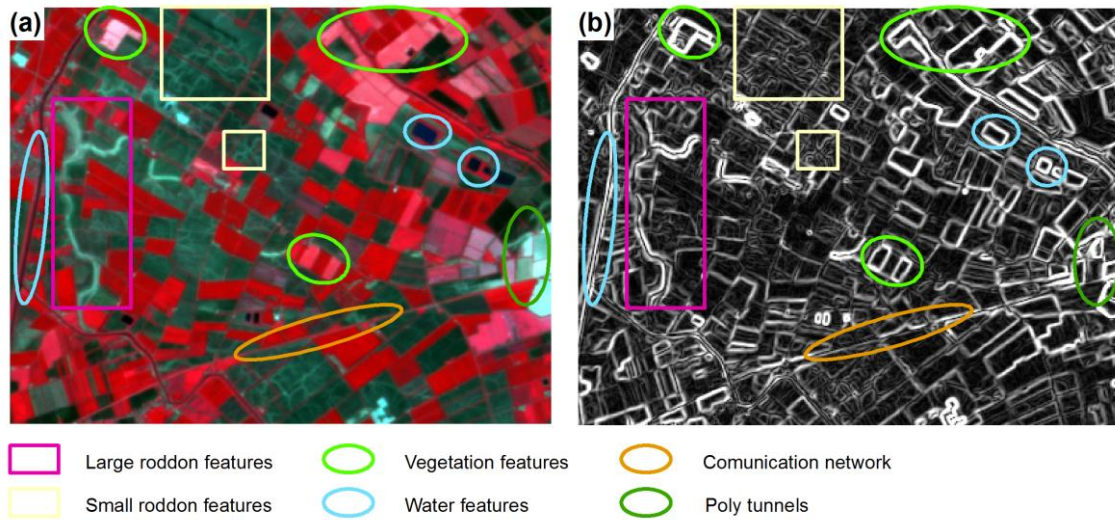 (a)
(b)
Large roddon features
Vegetation features
Comunication network
Small roddon features
Water features
Poly tunnels